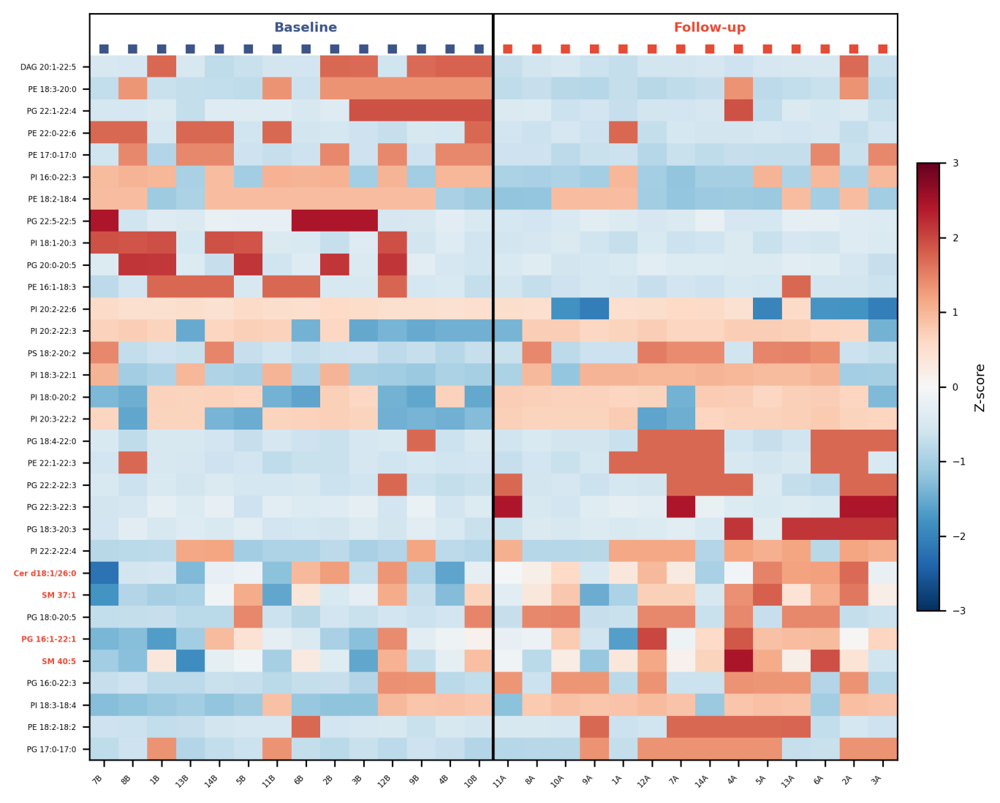 Baseline Follow-up
DAG 20:1-22:5
PE 18:3-20:0
PG 22:1-22:4
PE 22:0-22:6
PE 17:0-17:0
PI 16:0-22:3
PE 18:2-18:4
PG 22:5-22:5
PI 18:1-20:3
PG 20:0-20:5
PE 16:1-18:3
PI 20:2-22:6
PI 20:2-22:3
PS 18:2-20:2
PI 18:3-22:1
PI 18:0-20:2
PI 20:3-22:2
PG 18:4-22:0
PE 22:1-22:3
PG 22:2-22:3
PG 22:3-22:3
PG 18:3-20:3
PI 22:2-22:4
Cer d18:1/26:0
SM 37:1
PG 18:0-20:5
PG 16:1-22:1
SM 40:5
PG 16:0-22:3
PI 18:3-18:4
PE 18:2-18:2
PG 17:0-17:0
7B 8B 1B 13B 14B 5B 11B 6B 2B 3B 12B 9B 4B 10B 11A 8A 10A 9A 1A 12A 7A 14A 4A 5A 13A 6A 2A 3A
3
2
1
0
−1
−2
−3
Z-score